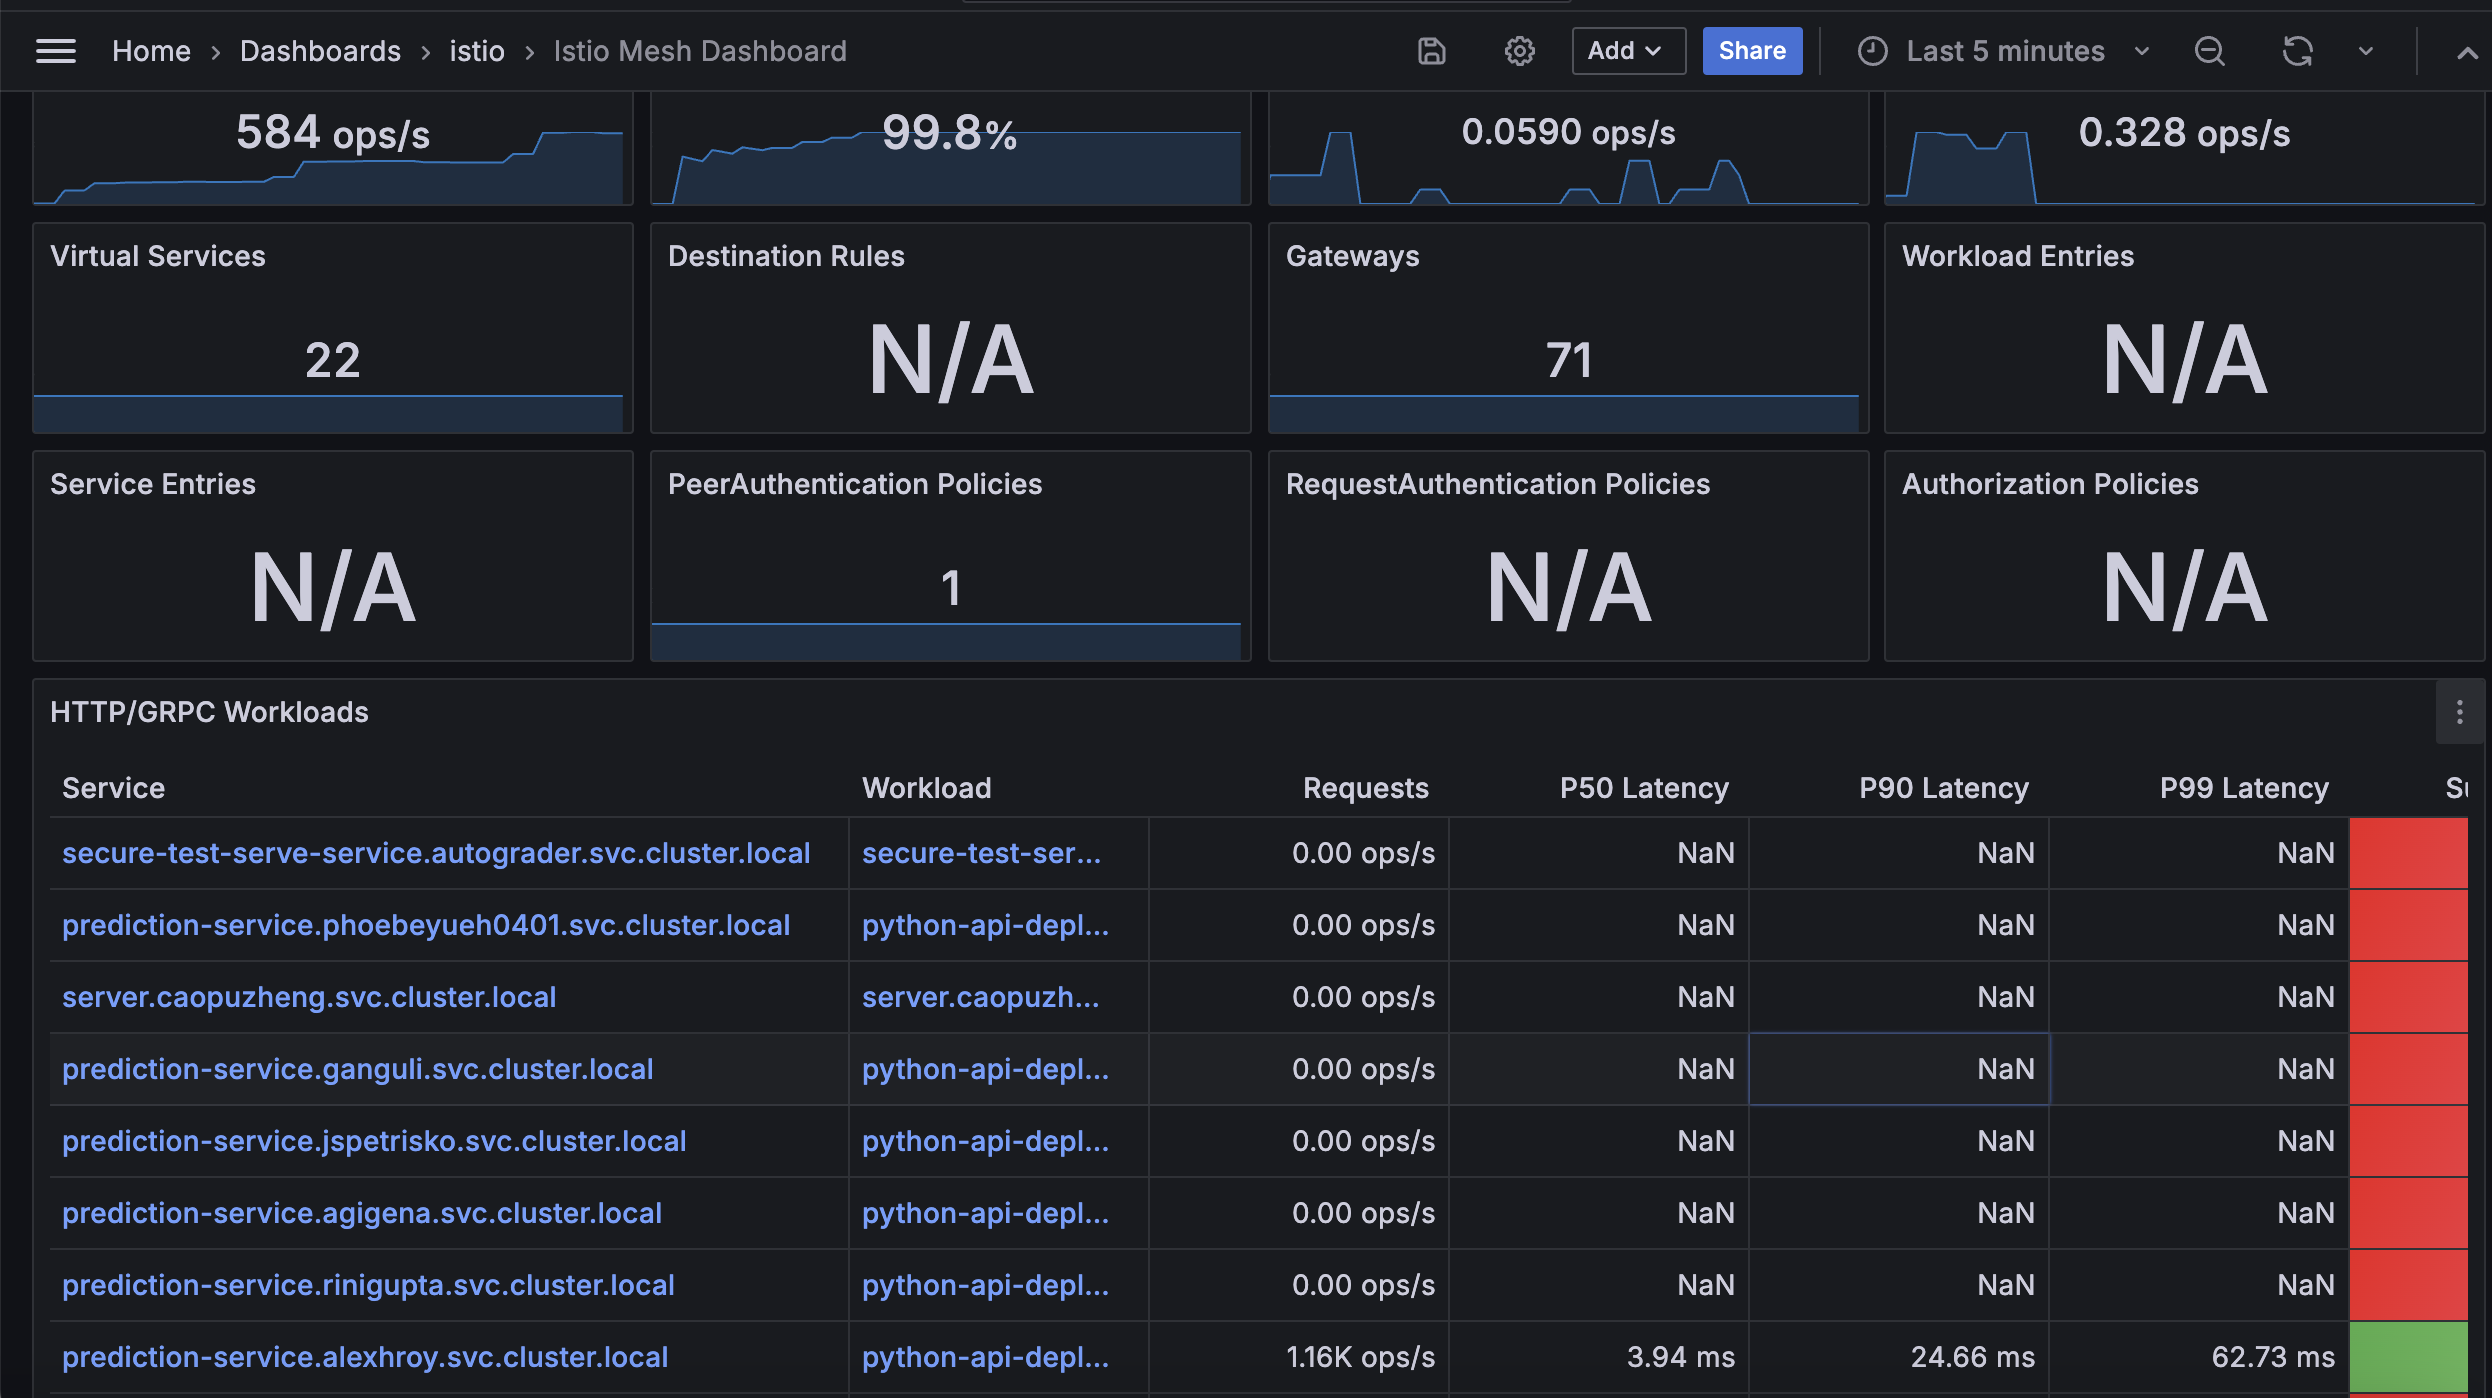 Home › Dashboards › istio › Istio Mesh Dashboard Add Share Last 5 minutes
584 ops/s 99.8% 0.0590 ops/s 0.328 ops/s
Virtual Services Destination Rules Gateways Workload Entries
22 N/A 71 N/A
Service Entries PeerAuthentication Policies RequestAuthentication Policies Authorization Policies
N/A 1 N/A N/A
HTTP/GRPC Workloads
Service Workload Requests P50 Latency P90 Latency P99 Latency
secure-test-serve-service.autograder.svc.cluster.local secure-test-ser... 0.00 ops/s NaN NaN NaN
prediction-service.phoebeyueh0401.svc.cluster.local python-api-depl... 0.00 ops/s NaN NaN NaN
server.caopuzheng.svc.cluster.local server.caopuzh... 0.00 ops/s NaN NaN NaN
prediction-service.ganguli.svc.cluster.local python-api-depl... 0.00 ops/s NaN NaN NaN
prediction-service.jspetrisko.svc.cluster.local python-api-depl... 0.00 ops/s NaN NaN NaN
prediction-service.agigena.svc.cluster.local python-api-depl... 0.00 ops/s NaN NaN NaN
prediction-service.rinigupta.svc.cluster.local python-api-depl... 0.00 ops/s NaN NaN NaN
prediction-service.alexhroy.svc.cluster.local python-api-depl... 1.16K ops/s 3.94 ms 24.66 ms 62.73 ms